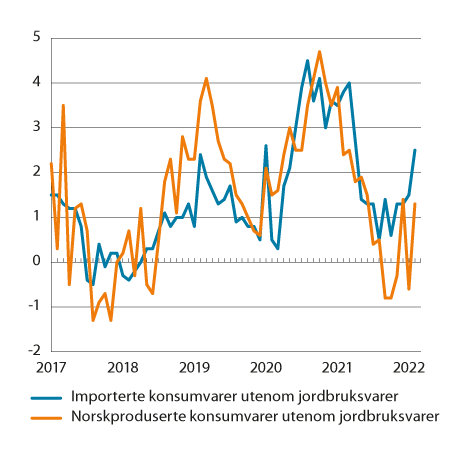 5
4
3
2
1
0
-1
-2
2017 2018 2019 2020 2021 2022
Importerte konsumvarer utenom jordbruksvarer
Norskproduserte konsumvarer utenom jordbruksvarer